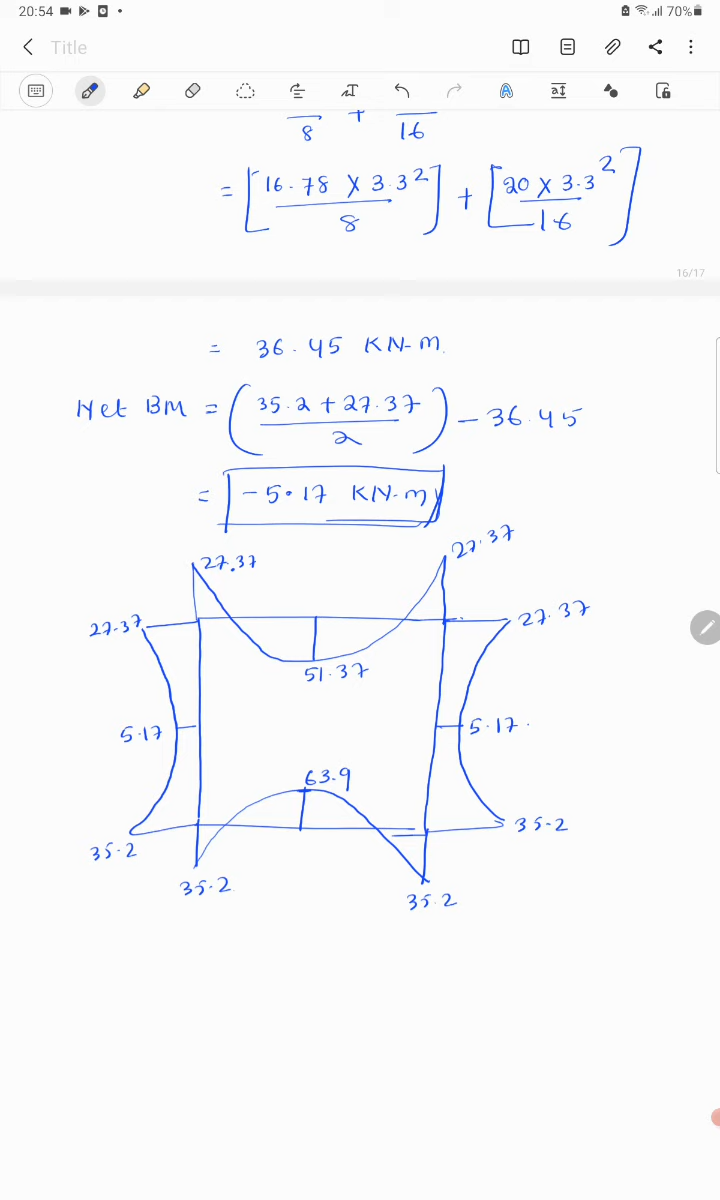 20:54 70%
Title
8 + 16
= [16.78 X 3.3² / 8] + [20 X 3.3² / 16]
16/17
= 36.45 KN-m.
Net BM = (35.2 + 27.37 / 2) - 36.45
= -5.17 KN-m
27.37 27.37
27.37 27.37
51.37
5.17 5.17.
63.9
35.2 35.2
35.2 35.2